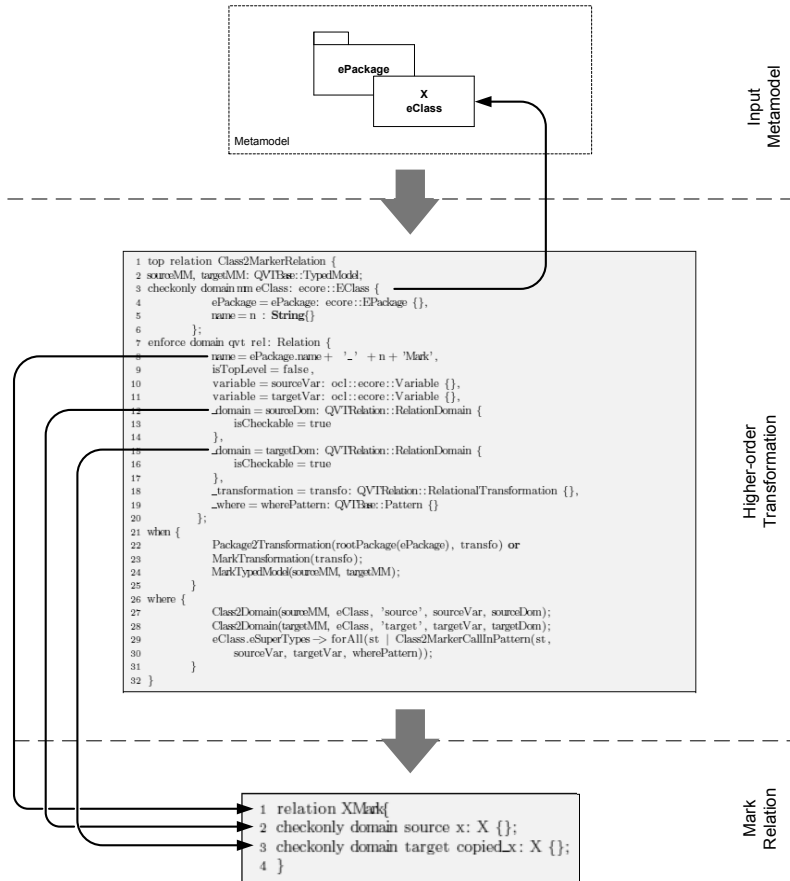 ePackage
X
eClass
Metamodel
Input
Metamodel
1 top relation Class2MarkerRelation {
2 sourceMM, targetMM: QVTBase::TypedModel;
3 checkonly domain mm eClass: ecore::EClass {
4 ePackage = ePackage: ecore::EPackage {},
5 name = n : String{}
6 };
7 enforce domain qvt rel: Relation {
8 name = ePackage.name + '_' + n + 'Mark',
9 isTopLevel = false,
10 variable = sourceVar: ocl::ecore::Variable {},
11 variable = targetVar: ocl::ecore::Variable {},
12 _domain = sourceDom: QVTRelation::RelationDomain {
13 isCheckable = true
14 },
15 _domain = targetDom: QVTRelation::RelationDomain {
16 isCheckable = true
17 },
18 _transformation = transfo: QVTRelation::RelationalTransformation {},
19 _where = wherePattern: QVTBase::Pattern {}
20 };
21 when {
22 Package2Transformation(rootPackage(ePackage), transfo) or
23 MarkTransformation(transfo);
24 MarkTypedModel(sourceMM, targetMM);
25 }
26 where {
27 Class2Domain(sourceMM, eClass, 'source', sourceVar, sourceDom);
28 Class2Domain(targetMM, eClass, 'target', targetVar, targetDom);
29 eClass.eSuperTypes -> forAll(st | Class2MarkerCallInPattern(st,
30 sourceVar, targetVar, wherePattern));
31 }
32 }
Higher-order
Transformation
1 relation XMark{
2 checkonly domain source x: X {};
3 checkonly domain target copied_x: X {};
4 }
Mark
Relation